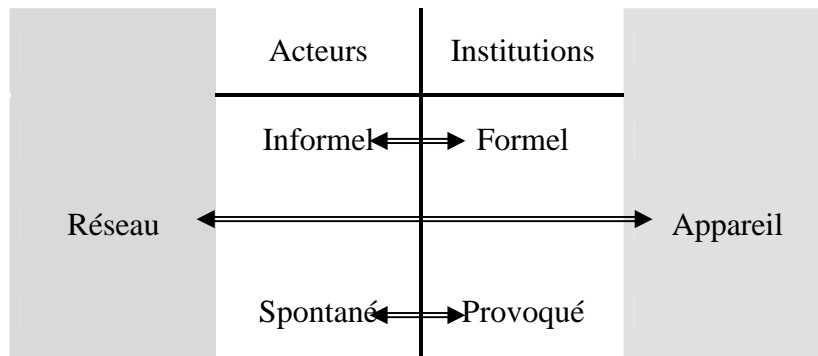 Acteurs Institutions
Informel Formel
Réseau Appareil
Spontané Provoqué